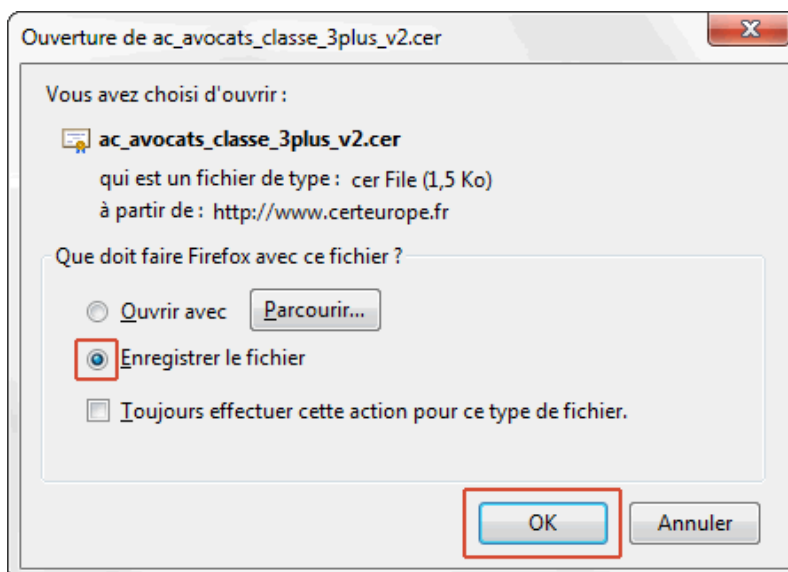 Ouverture de ac_avocats_classe_3plus_v2.cer
Vous avez choisi d'ouvrir :
ac_avocats_classe_3plus_v2.cer
qui est un fichier de type : cer File (1,5 Ko)
à partir de : http://www.certeurope.fr
Que doit faire Firefox avec ce fichier ?
Ouvrir avec Parcourir...
Enregistrer le fichier
Toujours effectuer cette action pour ce type de fichier.
OK Annuler